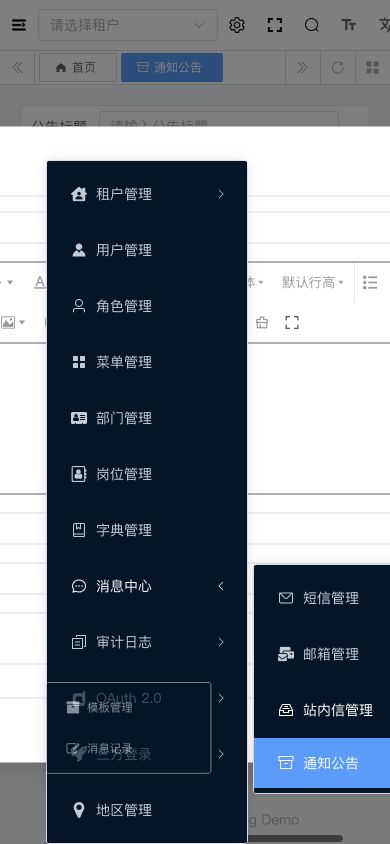 请选择租户
首页
通知公告
公告标题
请输入公告标题
体
默认行高
租户管理
用户管理
角色管理
菜单管理
部门管理
岗位管理
字典管理
消息中心
短信管理
审计日志
邮箱管理
OAuth 2.0
模板管理
站内信管理
消息记录
三方登录
通知公告
地区管理
g Demo